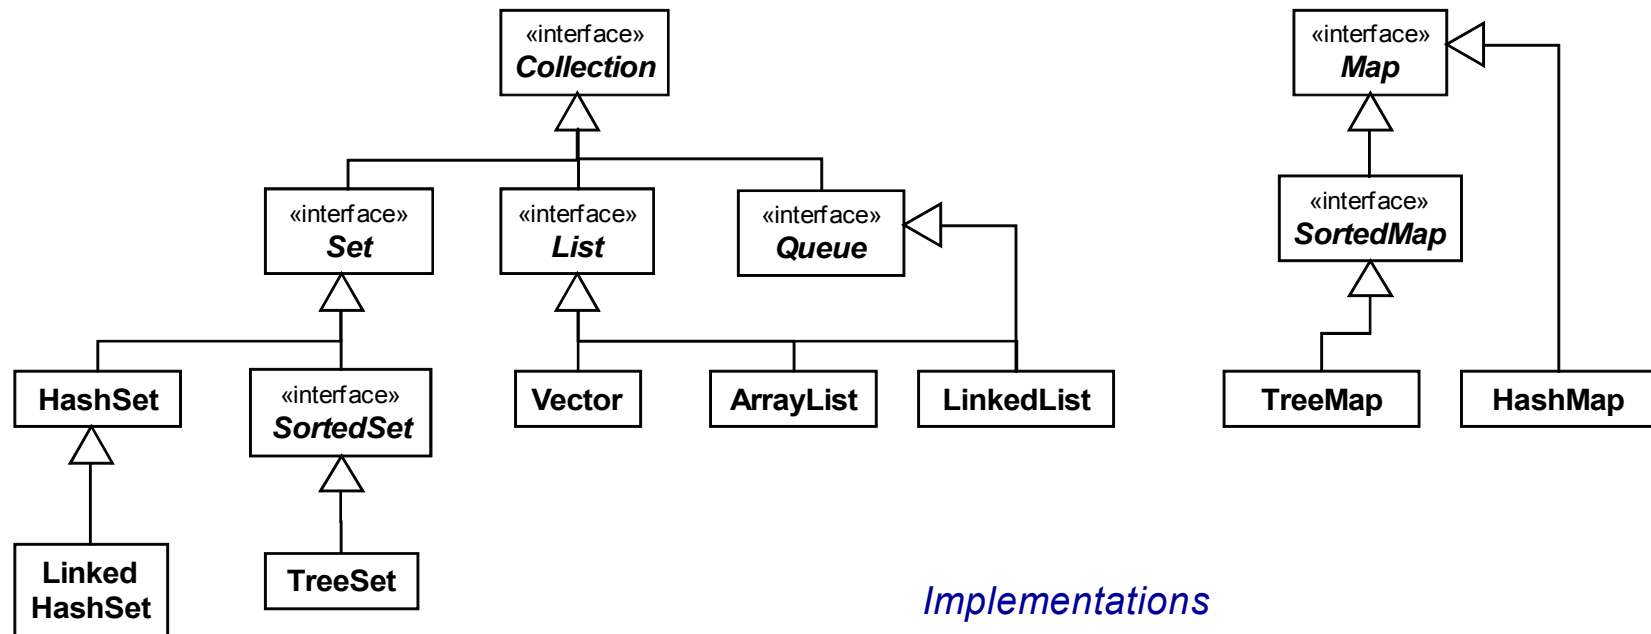 «interface»
Collection
«interface»
Map
«interface»
Set
«interface»
List
«interface»
Queue
«interface»
SortedMap
HashSet
«interface»
SortedSet
Vector
ArrayList
LinkedList
TreeMap
HashMap
Linked
HashSet
TreeSet
Implementations